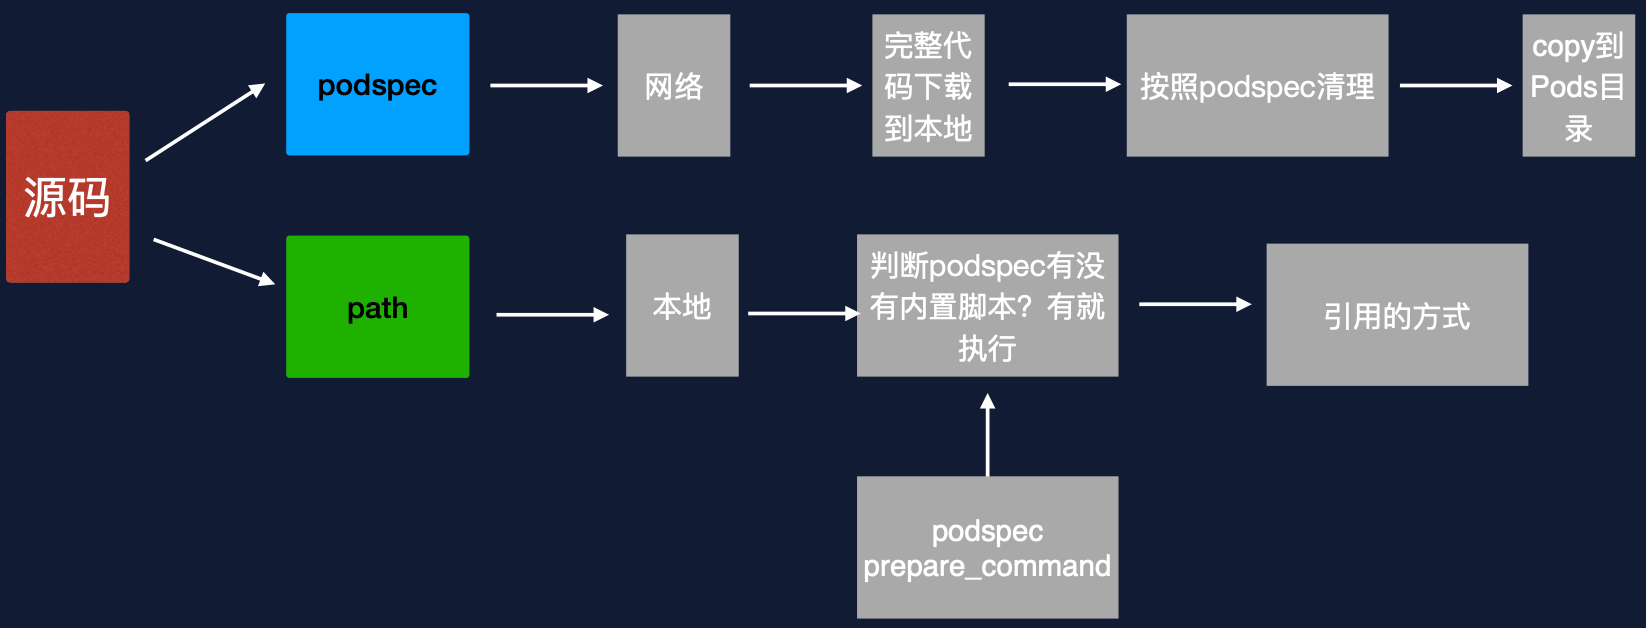 源码
podspec
网络
完整代
码下载
到本地
按照podspec清理
copy到
Pods目
录
path
本地
判断podspec有没
有内置脚本？有就
执行
引用的方式
podspec
prepare_command